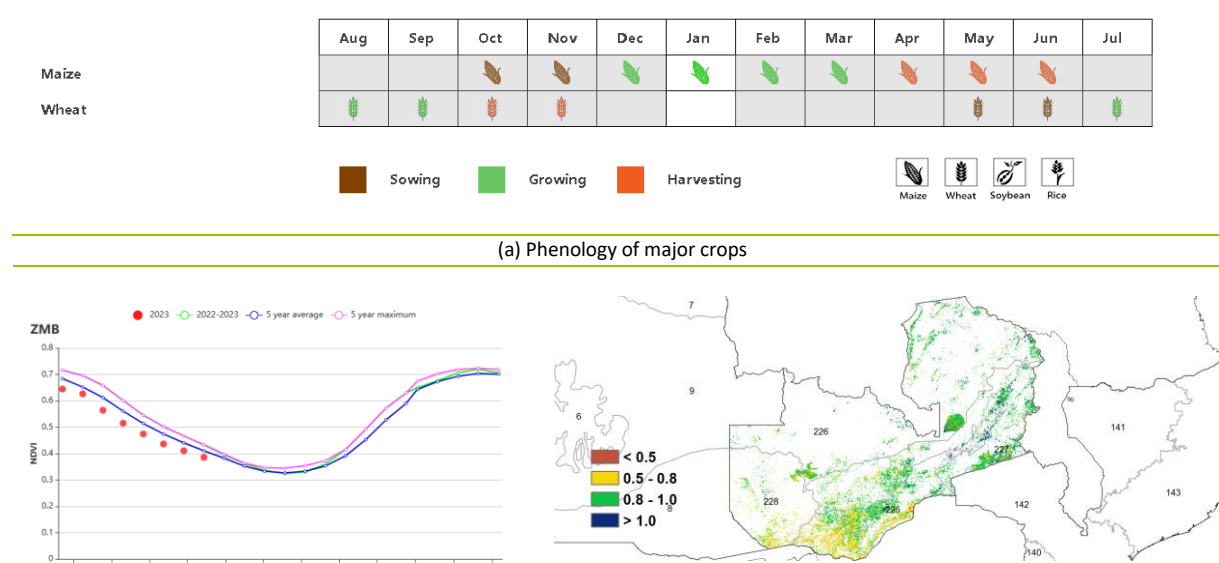 Aug Sep Oct Nov Dec Jan Feb Mar Apr May Jun Jul
Maize
Wheat
Sowing Growing Harvesting
Maize Wheat Soybean Rice
(a) Phenology of major crops
2023 2022-2023 5 year average 5 year maximum
ZMB
0.8
0.7
0.6
0.5
0.4
0.3
0.2
0.1
0
NDVI
7
9
6
226
141
227
< 0.5
0.5 - 0.8
0.8 - 1.0
> 1.0
8
228
142
143
140